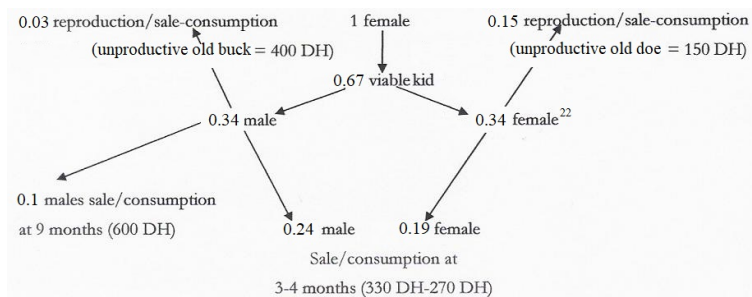 0.03 reproduction/sale-consumption
(unproductive old buck = 400 DH)
1 female
0.15 reproduction/sale-consumption
(unproductive old doe = 150 DH)
0.67 viable kid
0.34 male
0.34 female22
0.1 males sale/consumption
at 9 months (600 DH)
0.24 male
0.19 female
Sale/consumption at
3-4 months (330 DH-270 DH)